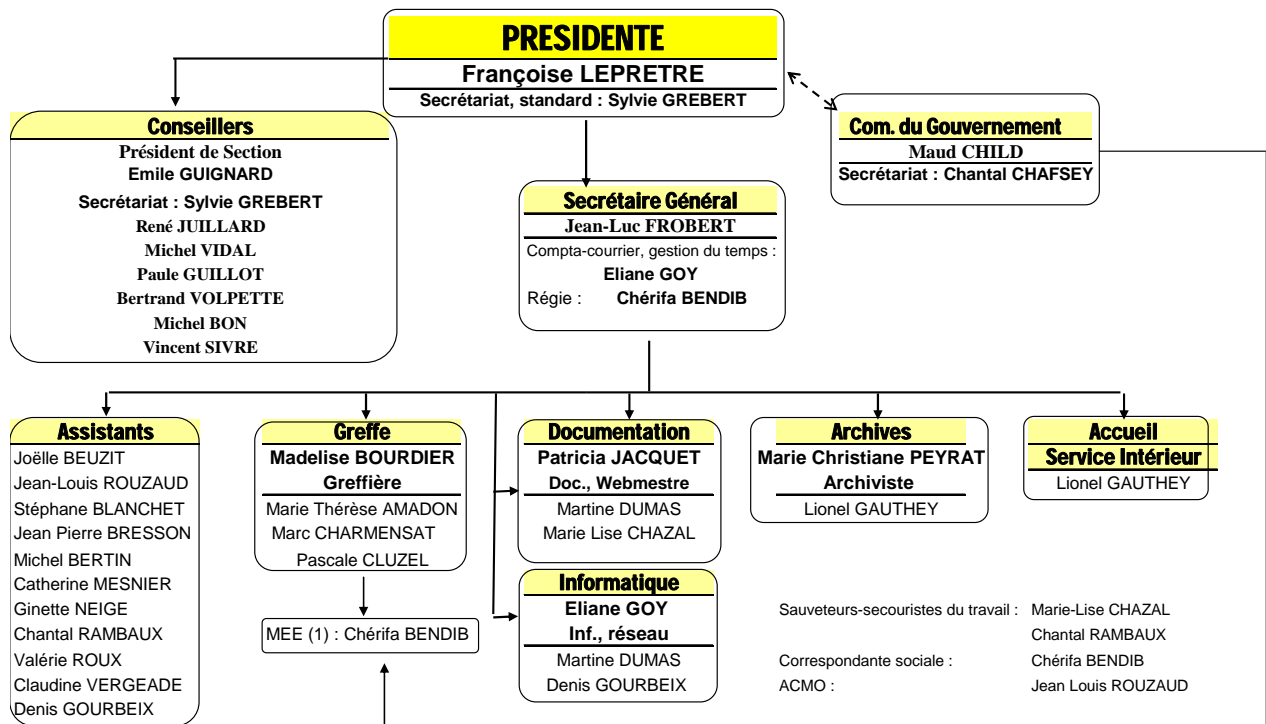 PRESIDENTE
Françoise LEPRETRE
Secrétariat, standard : Sylvie GREBERT
Conseillers
Président de Section
Emile GUIGNARD
Secrétariat : Sylvie GREBERT
René JUILLARD
Michel VIDAL
Paule GUILLOT
Bertrand VOLPETTE
Michel BON
Vincent SIVRE
Com. du Gouvernement
Maud CHILD
Secrétariat : Chantal CHAFSEY
Secrétaire Général
Jean-Luc FROBERT
Compta-courrier, gestion du temps :
Eliane GOY
Régie : Chérifa BENDIB
Assistants
Joëlle BEUZIT
Jean-Louis ROUZAUD
Stéphane BLANCHET
Jean Pierre BRESSON
Michel BERTIN
Catherine MESNIER
Ginette NEIGE
Chantal RAMBAUX
Valérie ROUX
Claudine VERGEADE
Denis GOURBEIX
Greffe
Madelise BOURDIER
Greffière
Marie Thérèse AMADON
Marc CHARMENSAT
Pascale CLUZEL
MEE (1) : Chérifa BENDIB
Documentation
Patricia JACQUET
Doc., Webmestre
Martine DUMAS
Marie Lise CHAZAL
Informatique
Eliane GOY
Inf., réseau
Martine DUMAS
Denis GOURBEIX
Archives
Marie Christiane PEYRAT
Archiviste
Lionel GAUTHEY
Accueil
Service Intérieur
Lionel GAUTHEY
Sauveteurs-secouristes du travail : Marie-Lise CHAZAL
Chantal RAMBAUX
Correspondante sociale : Chérifa BENDIB
ACMO : Jean Louis ROUZAUD